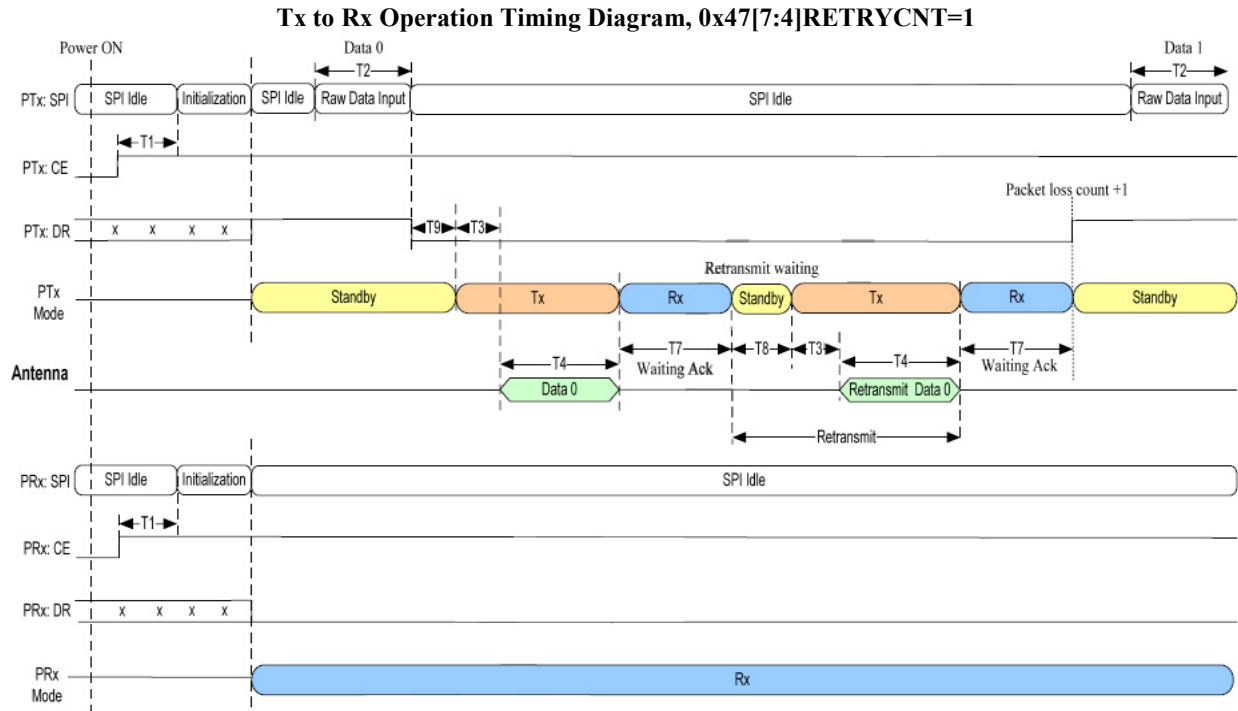 Tx to Rx Operation Timing Diagram, 0x47[7:4]RETRYCNT=1
Power ON
Data 0
Data 1
T2
T2
PTx: SPI
SPI Idle
Initialization
SPI Idle
Raw Data Input
SPI Idle
Raw Data Input
T1
PTx: CE
Packet loss count +1
PTx: DR
X X X X
T9
T3
Retransmit waiting
PTx
Mode
Standby
Tx
Rx
Standby
Tx
Rx
Standby
T7
T8
T3
T7
T4
Waiting Ack
T4
Waiting Ack
Antenna
Data 0
Retransmit Data 0
Retransmit
PRx: SPI
SPI Idle
Initialization
SPI Idle
T1
PRx: CE
PRx: DR
X X X X
PRx
Mode
Rx